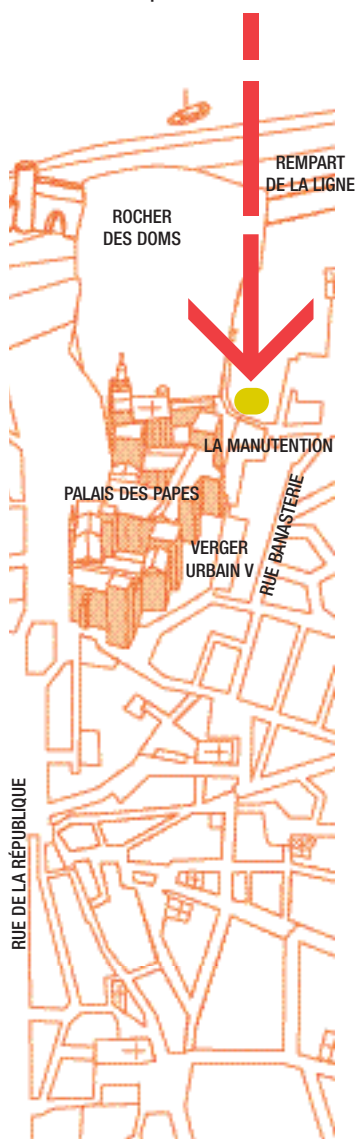 REMPART
DE LA LIGNE
ROCHER
DES DOMS
LA MANUTENTION
PALAIS DES PAPES
RUE BANASTERIE
VERGER
URBAIN V
RUE DE LA RÉPUBLIQUE